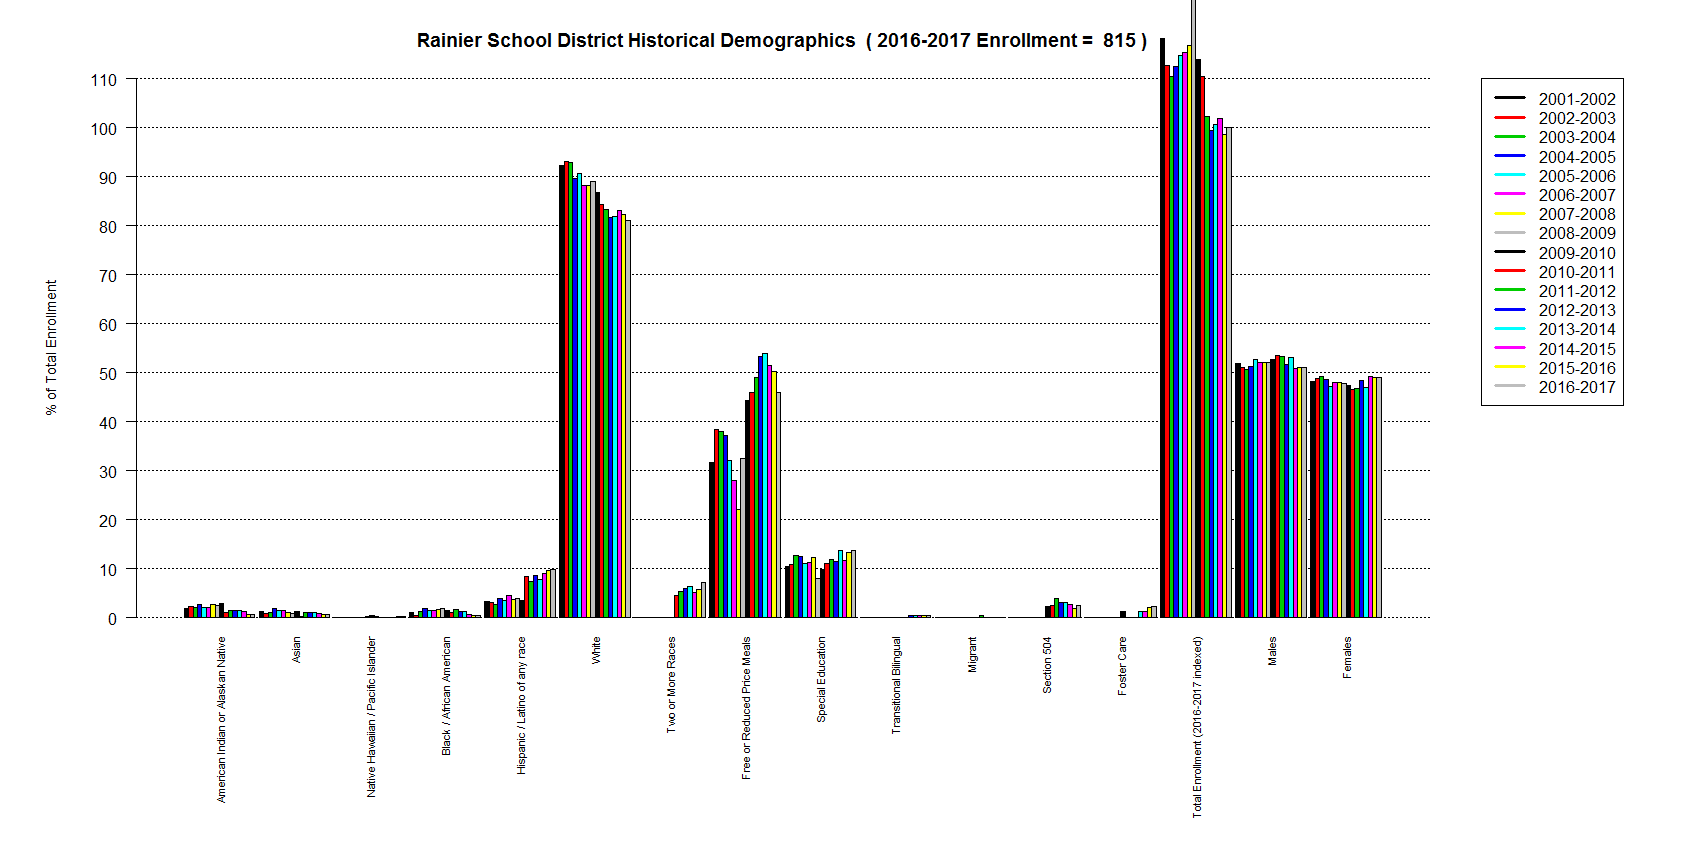 Rainier School District Historical Demographics ( 2016-2017 Enrollment = 815 )
% of Total Enrollment
110
100
90
80
70
60
50
40
30
20
10
0
American Indian or Alaskan Native
Asian
Native Hawaiian / Pacific Islander
Black / African American
Hispanic / Latino of any race
White
Two or More Races
Free or Reduced Price Meals
Special Education
Transitional Bilingual
Migrant
Section 504
Foster Care
Total Enrollment (2016-2017 indexed)
Males
Females
2001-2002
2002-2003
2003-2004
2004-2005
2005-2006
2006-2007
2007-2008
2008-2009
2009-2010
2010-2011
2011-2012
2012-2013
2013-2014
2014-2015
2015-2016
2016-2017